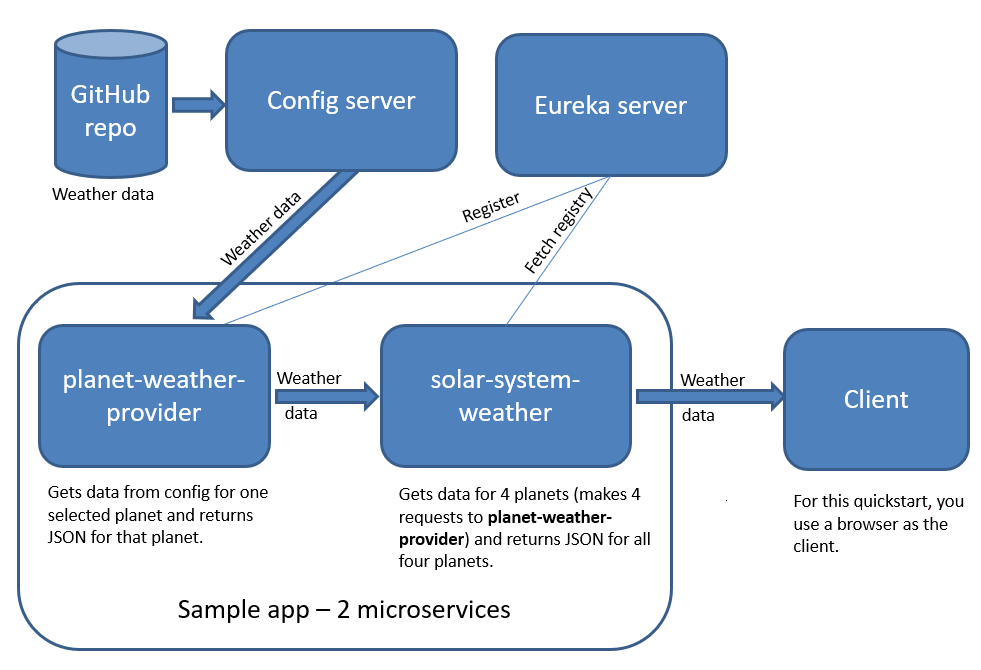 GitHub
repo
Config server
Eureka server
Weather data
Weather data
Register
Fetch registry
planet-weather-
provider
Weather
data
solar-system-
weather
Weather
data
Client
Gets data from config for one
selected planet and returns
JSON for that planet.
Gets data for 4 planets (makes 4
requests to planet-weather-
provider) and returns JSON for all
four planets.
For this quickstart, you
use a browser as the
client.
Sample app – 2 microservices